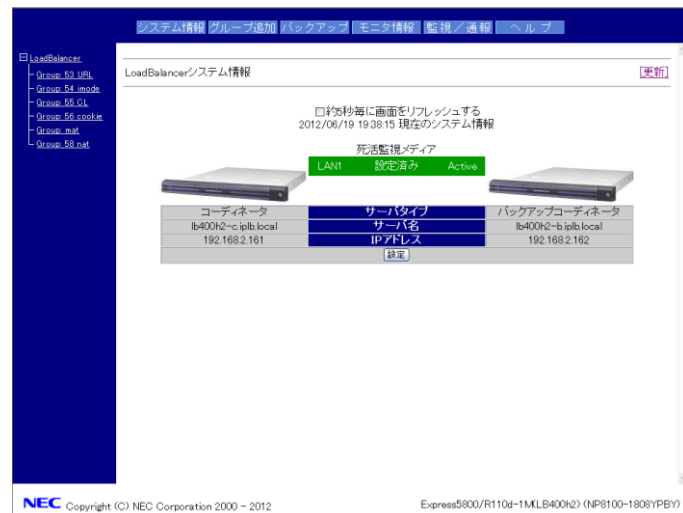 システム情報 グループ追加 バックアップ モニタ情報 監視／通報 ヘルプ
LoadBalancer
Group: 53 URL
Group: 54 imode
Group: 55 CL
Group: 56 cookie
Group: mat
Group: 58 nat
LoadBalancerシステム情報 [更新]
約5秒毎に画面をリフレッシュする
2012/06/19 19:38:15 現在のシステム情報
死活監視メディア
LAN1 設定済み Active
コーディネータ サーバタイプ バックアップコーディネータ
lb400h2-c.iplb.local サーバ名 lb400h2-b.iplb.local
192.168.2.161 IPアドレス 192.168.2.162
設定
NEC Copyright (C) NEC Corporation 2000 - 2012 Express5800/R110d-1M(LB400h2) (NP8100-1808YPBY)